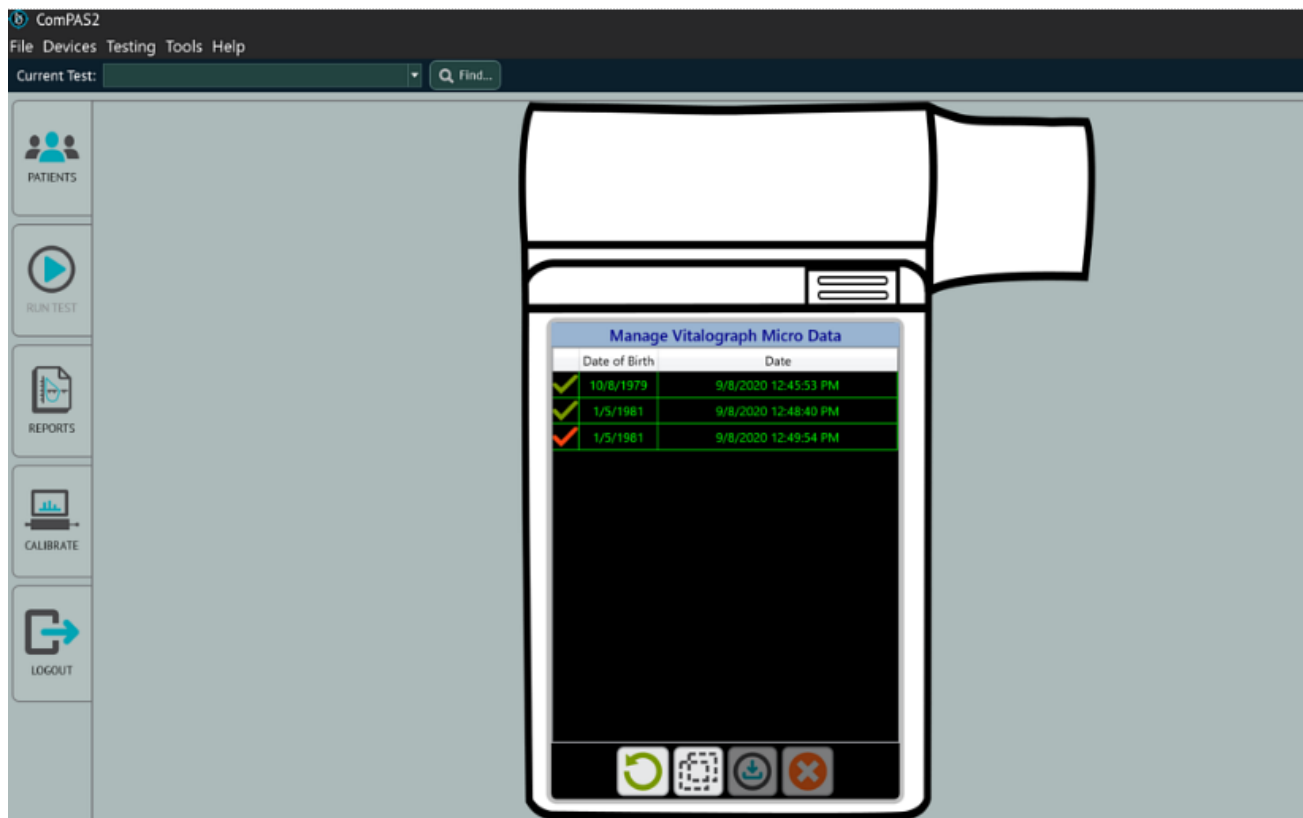 ComPAS2
File Devices Testing Tools Help
Current Test:
Find...
PATIENTS
RUN TEST
REPORTS
CALIBRATE
LOGOUT
Manage Vitalograph Micro Data
Date of Birth Date
10/8/1979 9/8/2020 12:45:53 PM
1/5/1981 9/8/2020 12:48:40 PM
1/5/1981 9/8/2020 12:49:54 PM